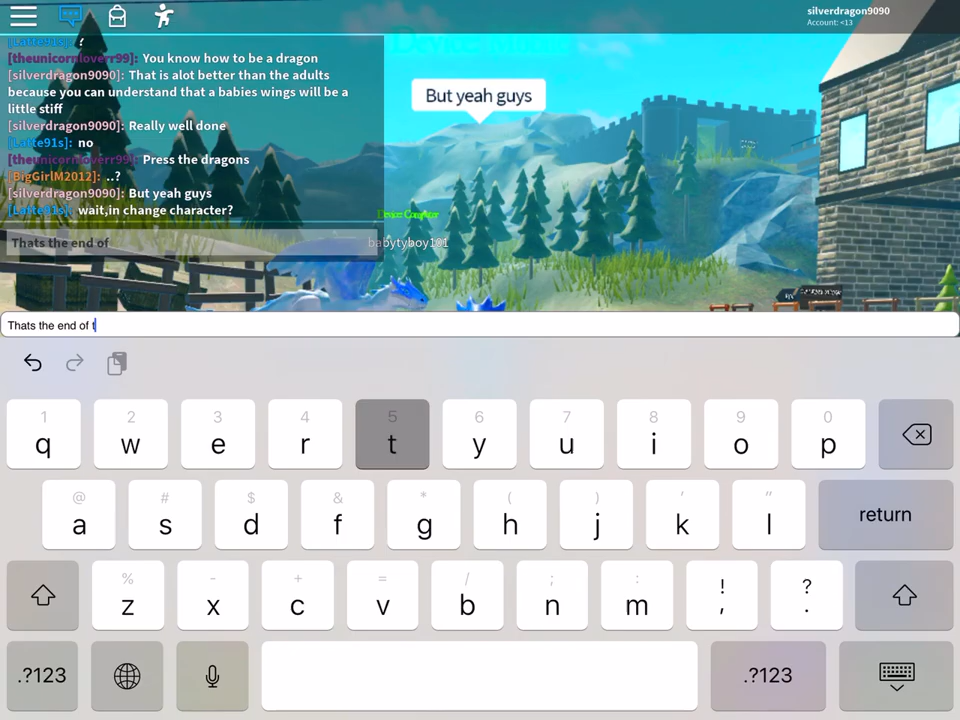 silverdragon9090
Account: <13
[Latte91s]: ?
[theunicornloverr99]: You know how to be a dragon
[silverdragon9090]: That is alot better than the adults
because you can understand that a babies wings will be a
little stiff
[silverdragon9090]: Really well done
[Latte91s]: no
[theunicornloverr99]: Press the dragons
[BigGirlM2012]: ..?
[silverdragon9090]: But yeah guys
[Latte91s]: wait,in change character?
Thats the end of
But yeah guys
babytyboy101
Thats the end of t
1 2 3 4 5 6 7 8 9 0
q w e r t y u i o p
@ # $ & * ( ) ' "
a s d f g h j k l return
% - + = / ; : ! ?
z x c v b n m , .
.?123 .?123